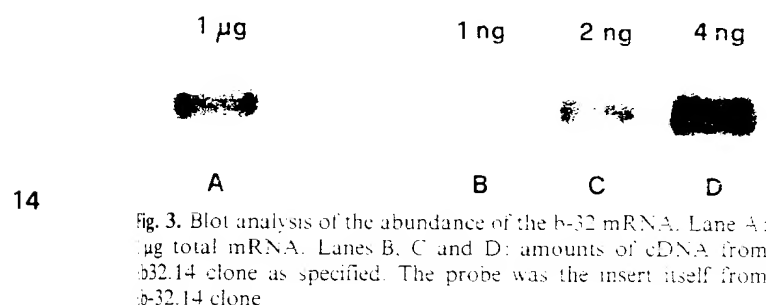 1 µg 1 ng 2 ng 4 ng
A B C D
14
Fig. 3. Blot analysis of the abundance of the b-32 mRNA. Lane A:
µg total mRNA. Lanes B, C and D: amounts of cDNA from
b32.14 clone as specified. The probe was the insert itself from
b-32.14 clone